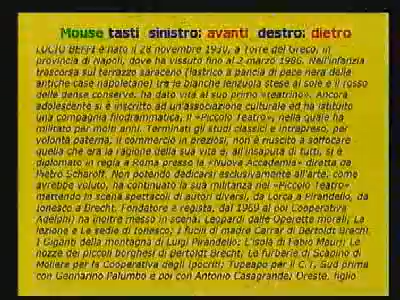 Mouse tasti sinistro: avanti destro: dietro
LUCIO BEFFI è nato il 28 novembre 1930, a Torre del Greco, in
provincia di Napoli, dove ha vissuto fino al 2 marzo 1986. Nell'infanzia
trascorsa sul terrazzo saraceno (lastrico a pancia di pece nera delle
antiche case napoletane) tra le bianche lenzuola stese al sole e il rosso
delle dense conserve, ha dato vita al suo primo «teatrino». Ancora
adolescente si è inscritto ad un'associazione culturale ed ha istituito
una compagnia filodrammatica, il «Piccolo Teatro», nella quale ha
militato per molti anni. Terminati gli studi classici e intrapreso, per
volontà paterna, il commercio in preziosi, non è riuscito a soffocare
quella che era la ragione della sua vita e, all'insaputa di tutti, si è
diplomato in regia a Roma presso la «Nuova Accademia» diretta da
Pietro Scharoff. Non potendo dedicarsi esclusivamente all'arte, come
avrebbe voluto, ha continuato la sua militanza nel «Piccolo Teatro»
mettendo in scena spettacoli di autori diversi, da Lorca a Pirandello, da
Ionesco a Brecht. Fondatore e regista, dal 1969 al poi Cooperativa
Adelphi) ha inoltre messo in scena: Leopardi dalle Operette morali; La
lezione e Le sedie di Ionesco; I fucili di madre Carrar di Bertoldt Brecht
I Giganti della montagna di Luigi Pirandello; L'isola di Fabio Mauri; Le
nozze dei piccoli borghesi di Bertoldt Brecht; Le furberie di Scapino di
Moliere per la Cooperativa degli Ipocriti; Tupeapo per il C.T. Sud prima
con Gennarino Palumbo e poi con Antonio Casagrande; Oreste, figlio